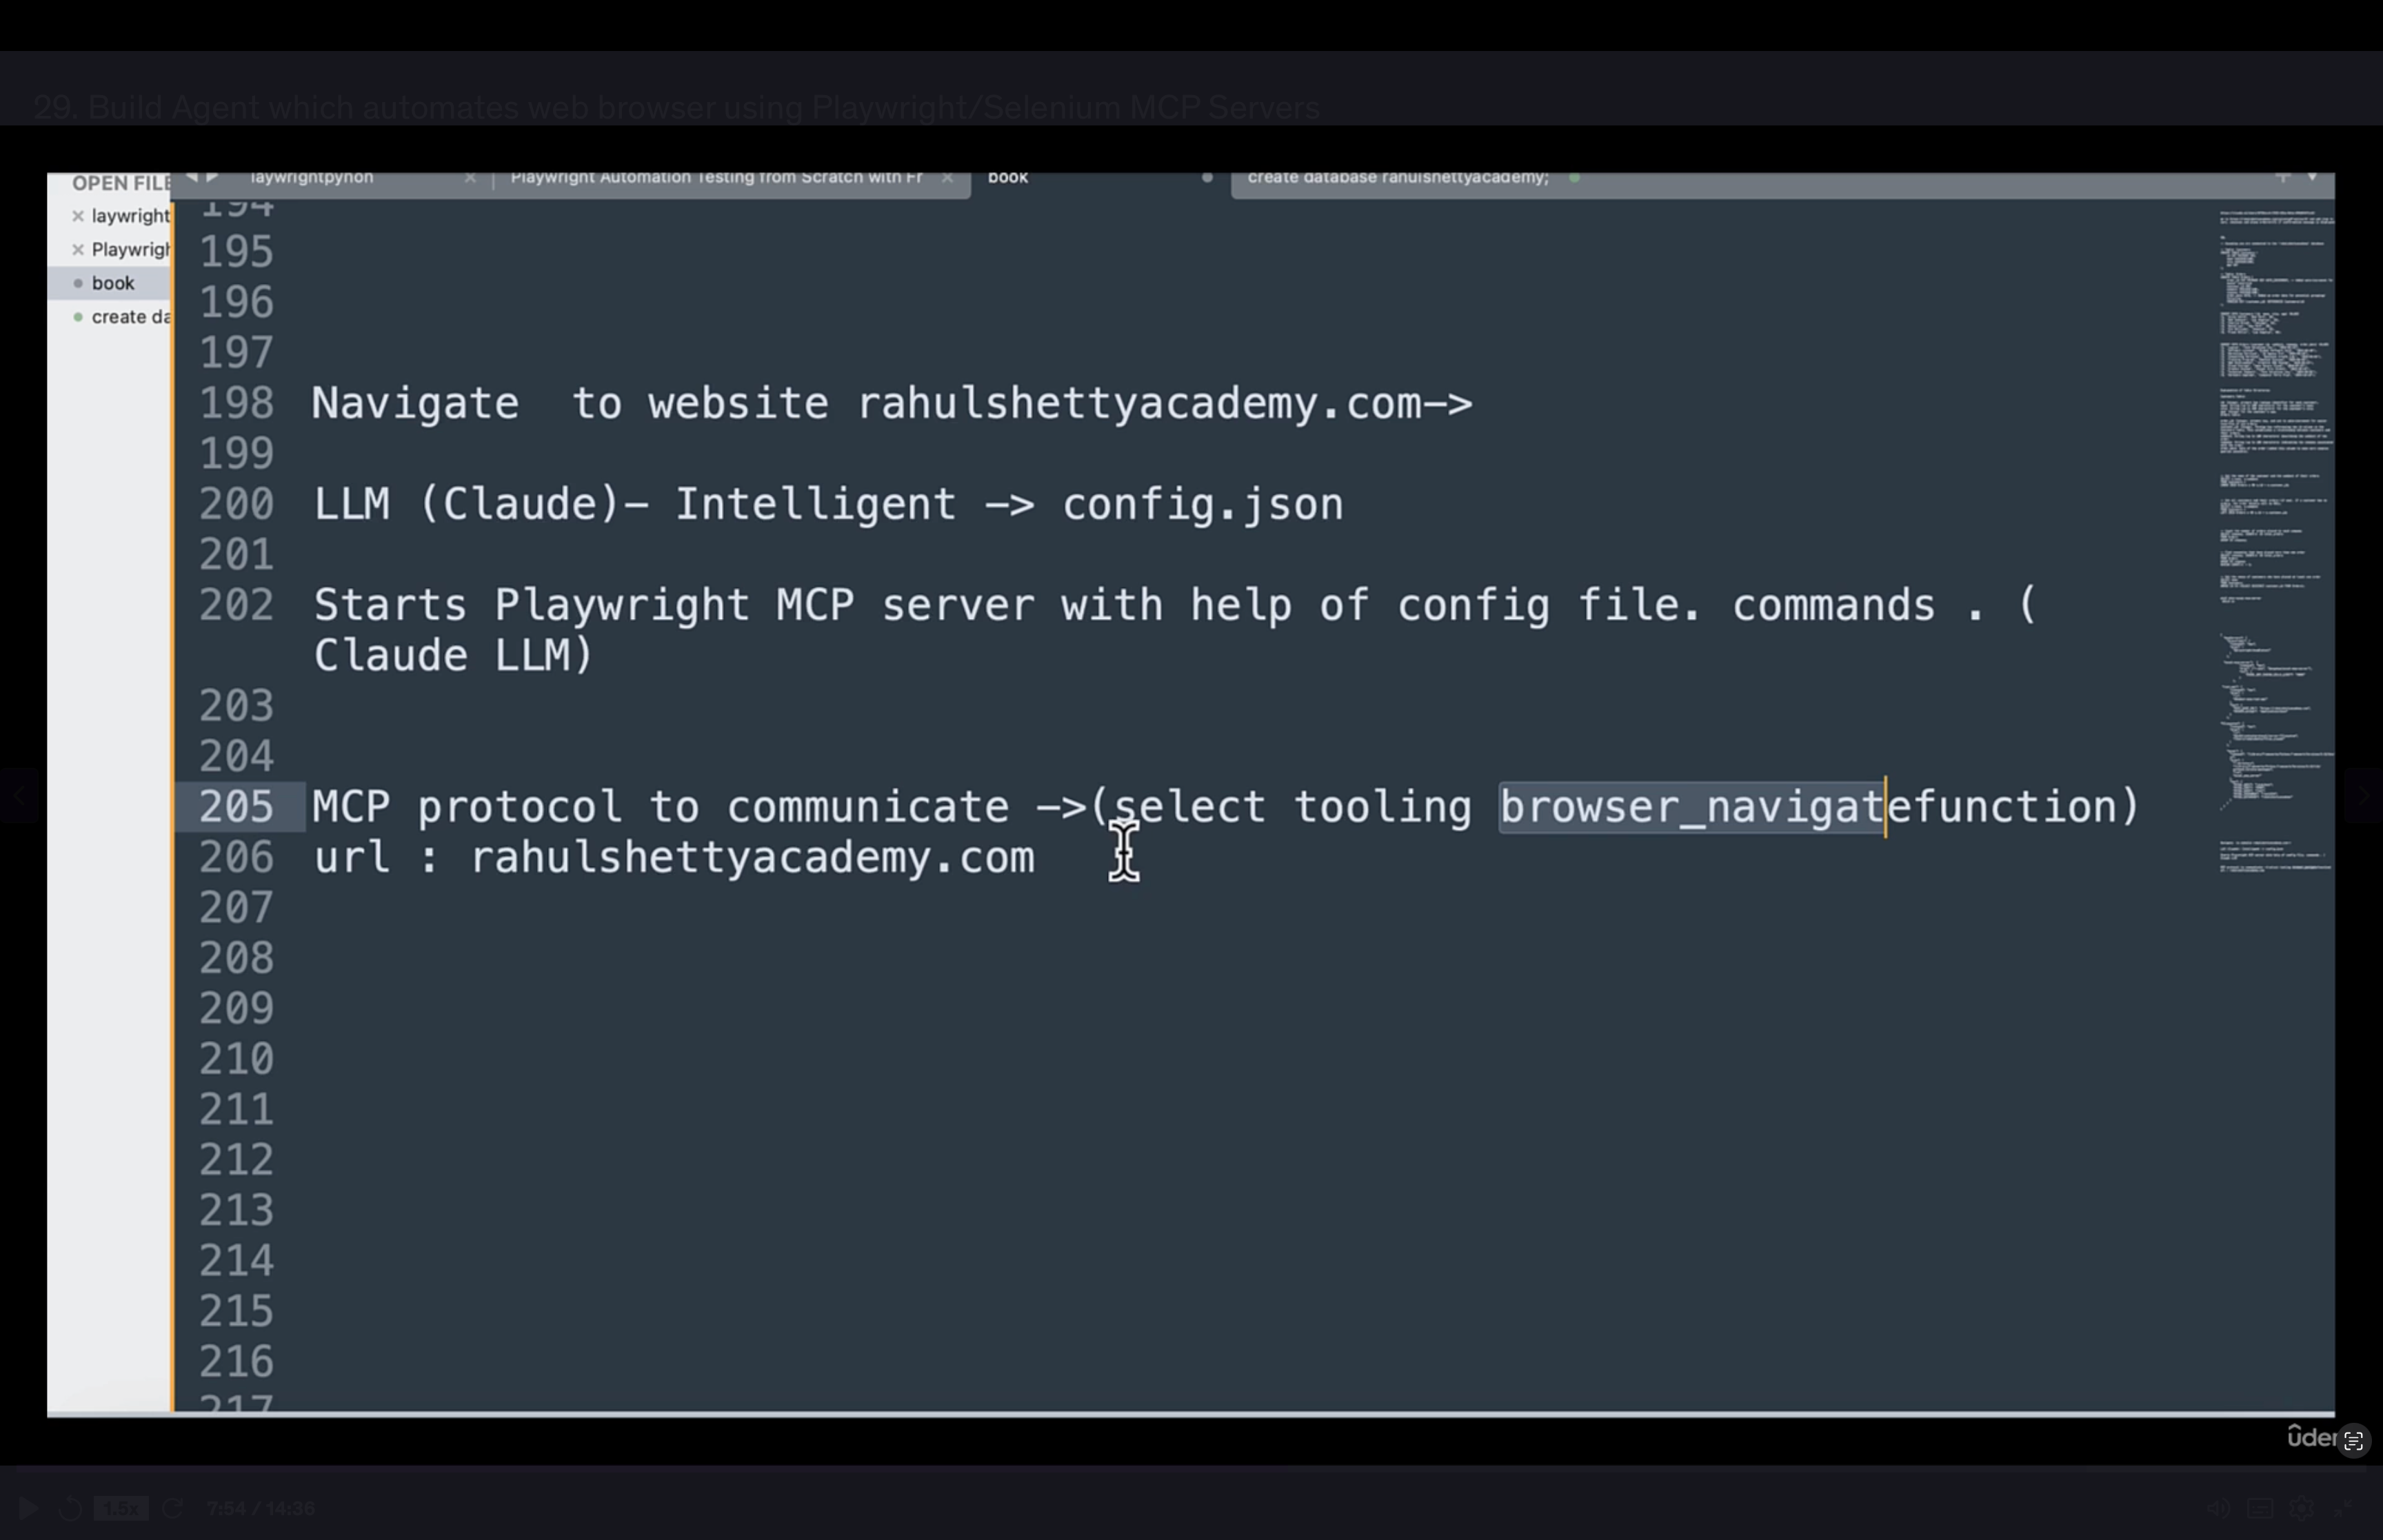 29. Build Agent which automates web browser using Playwright/Selenium MCP Servers
OPEN FILE
laywrightpynon
Playwright Automation Testing from Scratch with Fr
book
create database rahulshettyacademy;
laywright
Playwrigh
book
create da
194
195
196
197
198 Navigate  to website rahulshettyacademy.com—>
199
200 LLM (Claude)– Intelligent —> config.json
201
202 Starts Playwright MCP server with help of config file. commands . (
Claude LLM)
203
204
205 MCP protocol to communicate —>(select tooling browser_navigatefunction)
206 url : rahulshettyacademy.com
207
208
209
210
211
212
213
214
215
216
217
ûder
1.5x
7:54 / 14:36